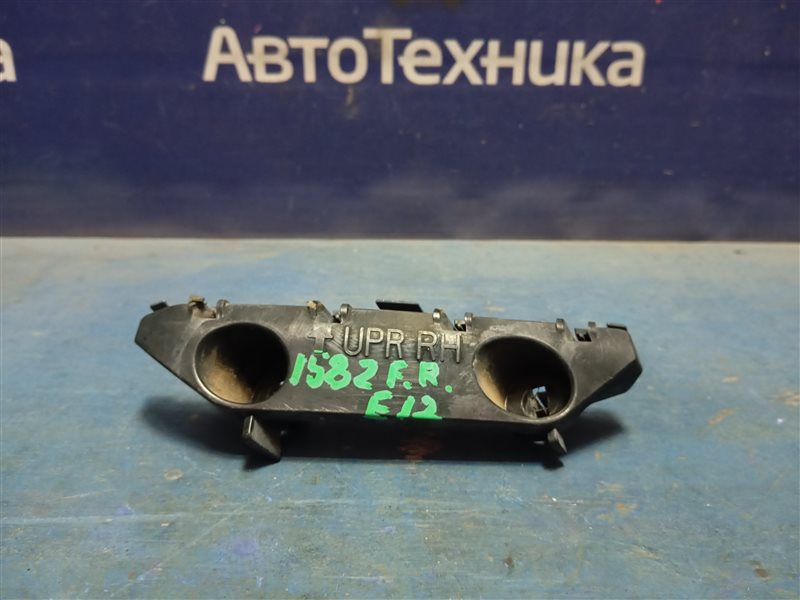 АвтоТехника
↑ UPR RH
1582 F.R.
E12